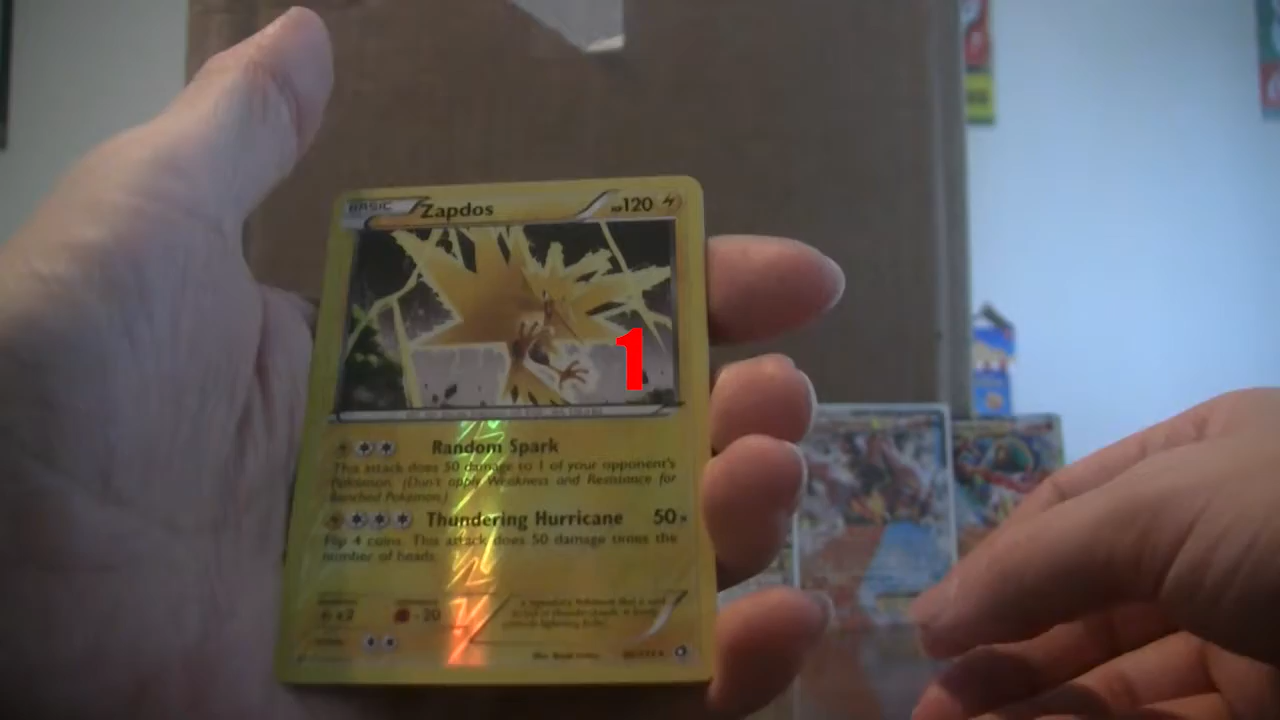 BASIC Zapdos HP120
1
Random Spark
This attack does 50 damage to 1 of your opponent's
Pokémon. (Don't apply Weakness and Resistance for
Benched Pokémon.)
Thundering Hurricane 50×
Flip 4 coins. This attack does 50 damage times the
number of heads.
×2 -20